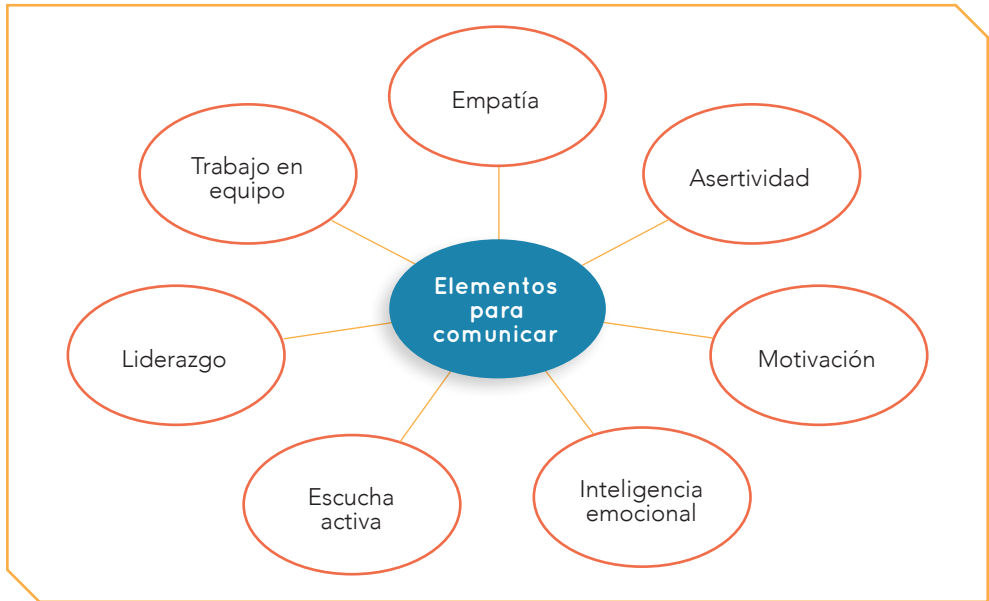 Empatía
Trabajo en
equipo
Asertividad
Elementos
para
comunicar
Liderazgo
Motivación
Escucha
activa
Inteligencia
emocional